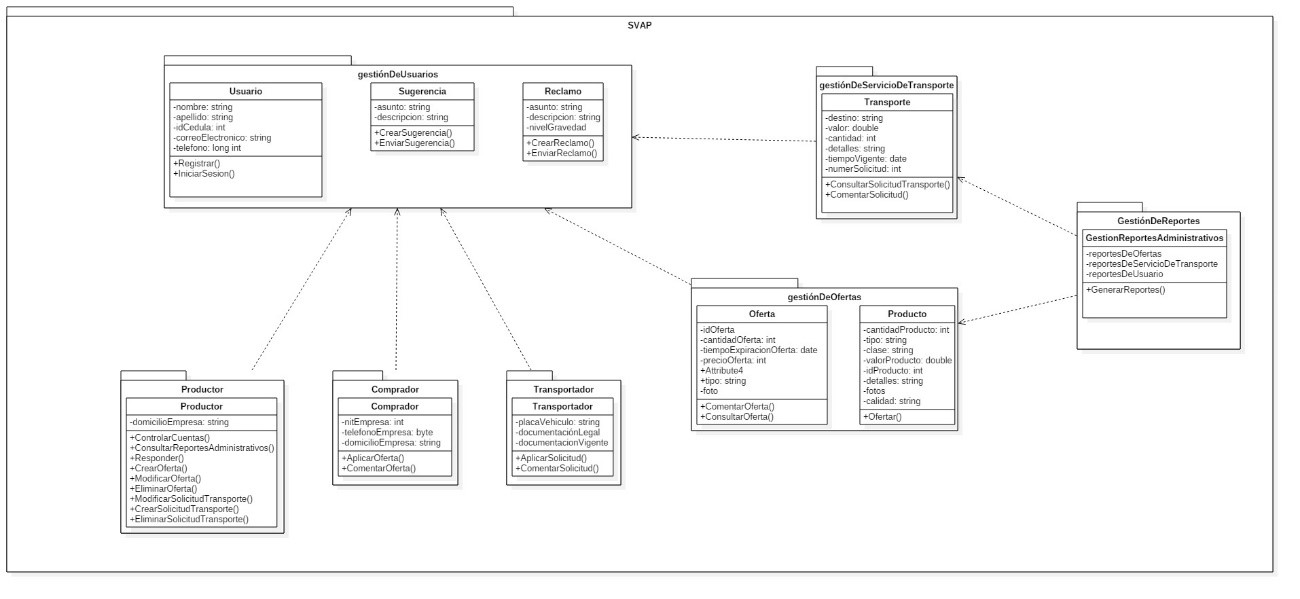 SVAP
gestiónDeUsuarios
Usuario
-nombre: string
-apellido: string
-idCedula: int
-correoElectronico: string
-telefono: long int
+Registrar()
+IniciarSesion()
Sugerencia
-asunto: string
-descripcion: string
+CrearSugerencia()
+EnviarSugerencia()
Reclamo
-asunto: string
-descripcion: string
-nivelGravedad
+CrearReclamo()
+EnviarReclamo()
gestiónDeServicioDeTransporte
Transporte
-destino: string
-valor: double
-cantidad: int
-detalles: string
-tiempoVigente: date
-numerSolicitud: int
+ConsultarSolicitudTransporte()
+ComentarSolicitud()
GestiónDeReportes
GestionReportesAdministrativos
-reportesDeOfertas
-reportesDeServicioDeTransporte
-reportesDeUsuario
+GenerarReportes()
gestiónDeOfertas
Oferta
-idOferta
-cantidadOferta: int
-tiempoExpiracionOferta: date
-precioOferta: int
+Attribute4
+tipo: string
-foto
+ComentarOferta()
+ConsultarOferta()
Producto
-cantidadProducto: int
-tipo: string
-clase: string
-valorProducto: double
-idProducto: int
-detalles: string
-fotos
-calidad: string
+Ofertar()
Productor
Productor
-domicilioEmpresa: string
+ControlarCuentas()
+ConsultarReportesAdministrativos()
+Responder()
+CrearOferta()
+ModificarOferta()
+EliminarOferta()
+ModificarSolicitudTransporte()
+CrearSolicitudTransporte()
+EliminarSolicitudTransporte()
Comprador
Comprador
-nitEmpresa: int
-telefonoEmpresa: byte
-domicilioEmpresa: string
+AplicarOferta()
+ComentarOferta()
Transportador
Transportador
-placaVehiculo: string
-documentaciónLegal
-documentacionVigente
+AplicarSolicitud()
+ComentarSolicitud()